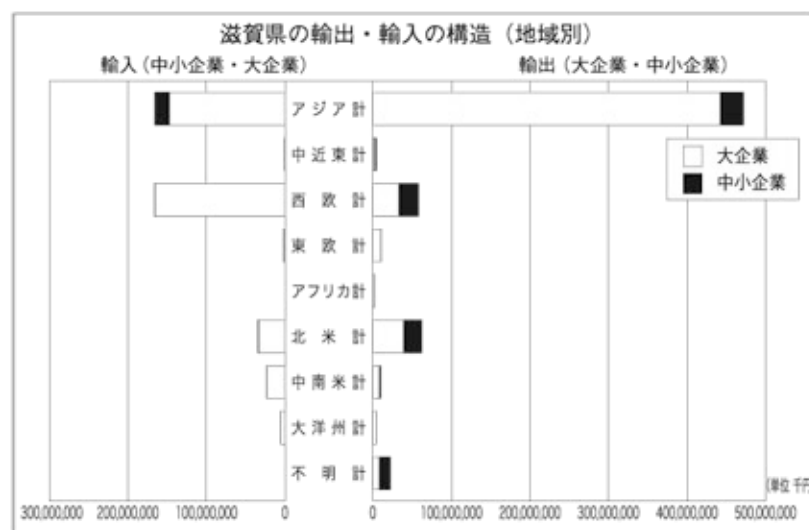 滋賀県の輸出・輸入の構造（地域別）
輸入（中小企業・大企業） 輸出（大企業・中小企業）
アジア計
中近東計
西欧計
東欧計
アフリカ計
北米計
中南米計
大洋州計
不明計
大企業
中小企業
(単位 千円
300,000,000 200,000,000 100,000,000 0 0 100,000,000 200,000,000 300,000,000 400,000,000 500,000,000